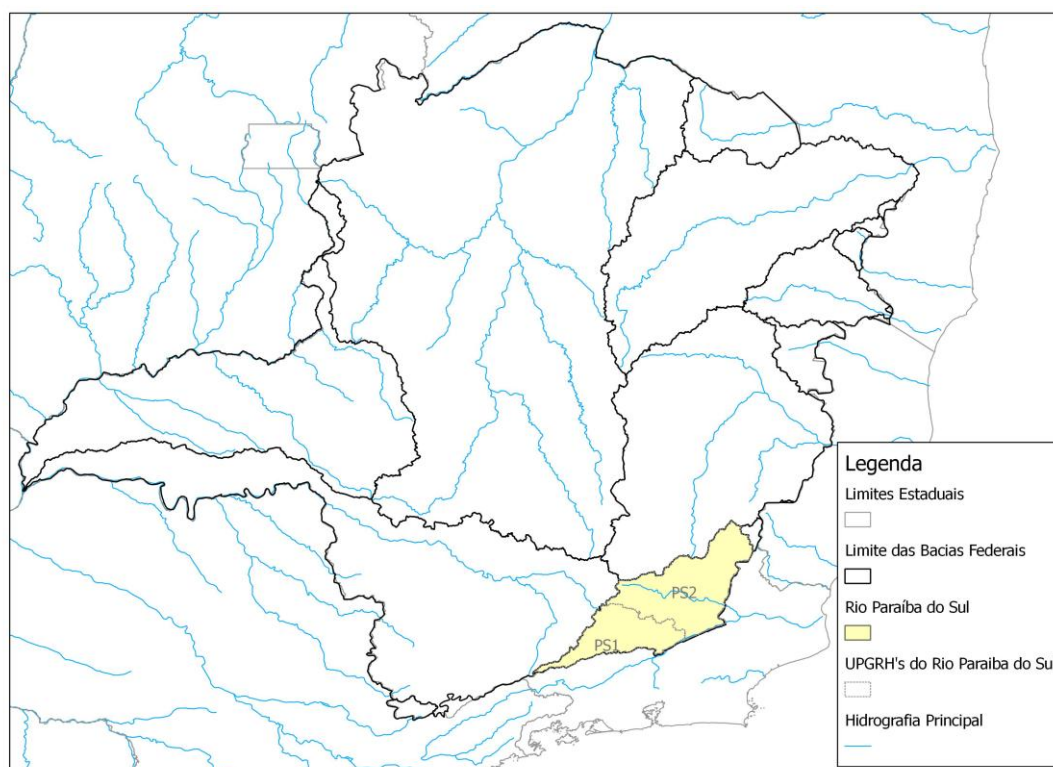 PS2
PS1
Legenda
Limites Estaduais
Limite das Bacias Federais
Rio Paraíba do Sul
UPGRH's do Rio Paraiba do Su
Hidrografia Principal